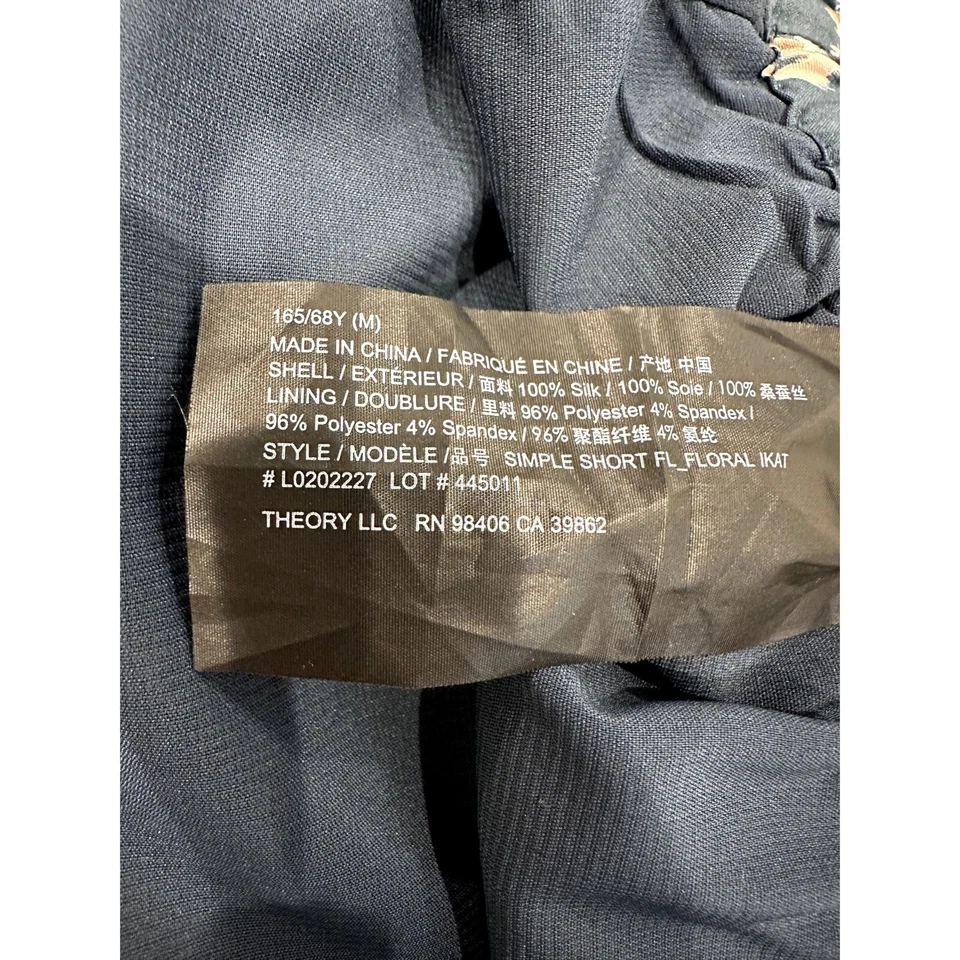 165/68Y (M)
MADE IN CHINA / FABRIQUÉ EN CHINE / 产地 中国
SHELL / EXTÉRIEUR / 面料 100% Silk / 100% Soie / 100% 桑蚕丝
LINING / DOUBLURE / 里料 96% Polyester 4% Spandex /
96% Polyester 4% Spandex / 96% 聚酯纤维 4% 氨纶
STYLE / MODÈLE /品号 SIMPLE SHORT FL_FLORAL IKAT
# L0202227 LOT # 445011
THEORY LLC RN 98406 CA 39862